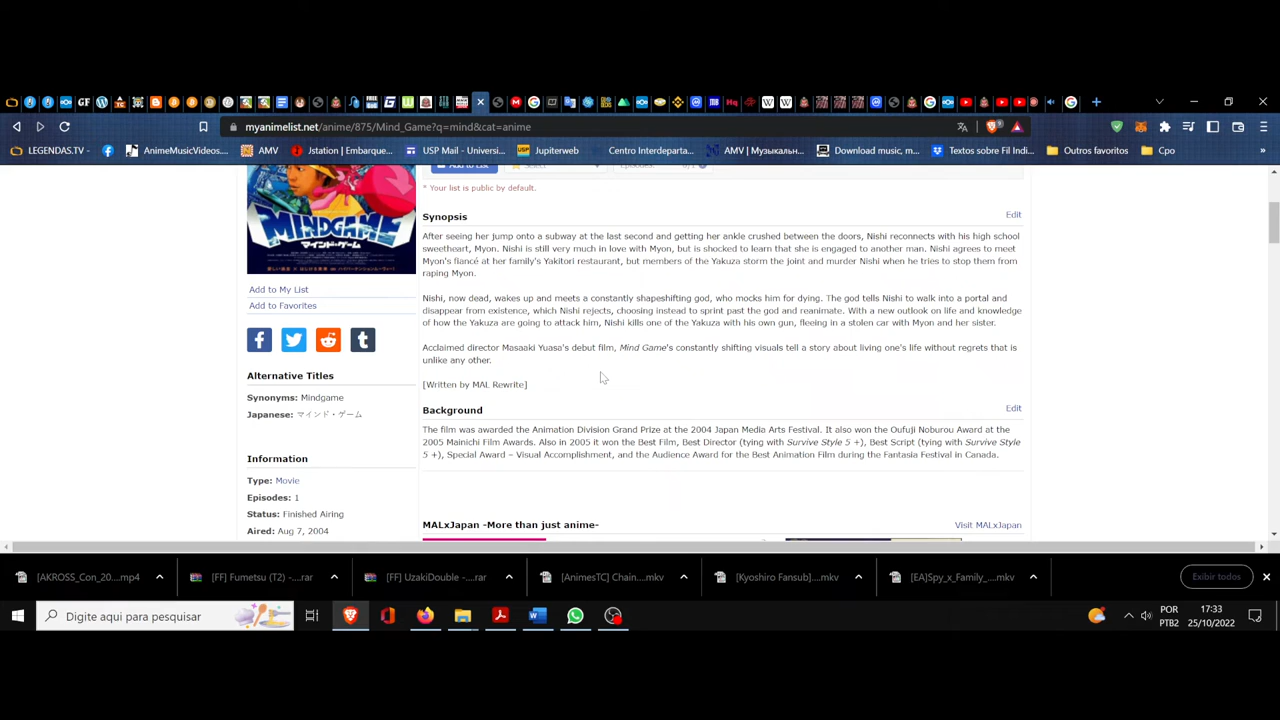 myanimelist.net/anime/875/Mind_Game?q=mind&cat=anime
LEGENDAS.TV -
AnimeMusicVideos...
AMV
Jstation | Embarque...
USP Mail - Universi...
Jupiterweb
Centro Interdeparta...
AMV | Музыкальн...
Download music, m...
Textos sobre Fil Indi...
Outros favoritos
Cpo
* Your list is public by default.
MINDGAME
マインド・ゲーム
Synopsis
Edit
After seeing her jump onto a subway at the last second and getting her ankle crushed between the doors, Nishi reconnects with his high school
sweetheart, Myon. Nishi is still very much in love with Myon, but is shocked to learn that she is engaged to another man. Nishi agrees to meet
Myon's fiancé at her family's Yakitori restaurant, but members of the Yakuza storm the joint and murder Nishi when he tries to stop them from
raping Myon.
Nishi, now dead, wakes up and meets a constantly shapeshifting god, who mocks him for dying. The god tells Nishi to walk into a portal and
disappear from existence, which Nishi rejects, choosing instead to sprint past the god and reanimate. With a new outlook on life and knowledge
of how the Yakuza are going to attack him, Nishi kills one of the Yakuza with his own gun, fleeing in a stolen car with Myon and her sister.
Acclaimed director Masaaki Yuasa's debut film, Mind Game's constantly shifting visuals tell a story about living one's life without regrets that is
unlike any other.
[Written by MAL Rewrite]
Background
Edit
The film was awarded the Animation Division Grand Prize at the 2004 Japan Media Arts Festival. It also won the Oufuji Noburou Award at the
2005 Mainichi Film Awards. Also in 2005 it won the Best Film, Best Director (tying with Survive Style 5 +), Best Script (tying with Survive Style
5 +), Special Award – Visual Accomplishment, and the Audience Award for the Best Animation Film during the Fantasia Festival in Canada.
MALxJapan -More than just anime-
Visit MALxJapan
Add to My List
Add to Favorites
Alternative Titles
Synonyms: Mindgame
Japanese: マインド・ゲーム
Information
Type: Movie
Episodes: 1
Status: Finished Airing
Aired: Aug 7, 2004
[AKROSS_Con_20....mp4
[FF] Fumetsu (T2) -....rar
[FF] UzakiDouble -....rar
[AnimesTC] Chain....mkv
[Kyoshiro Fansub]....mkv
[EA]Spy_x_Family_....mkv
Exibir todos
Digite aqui para pesquisar
POR
PTB2
17:33
25/10/2022